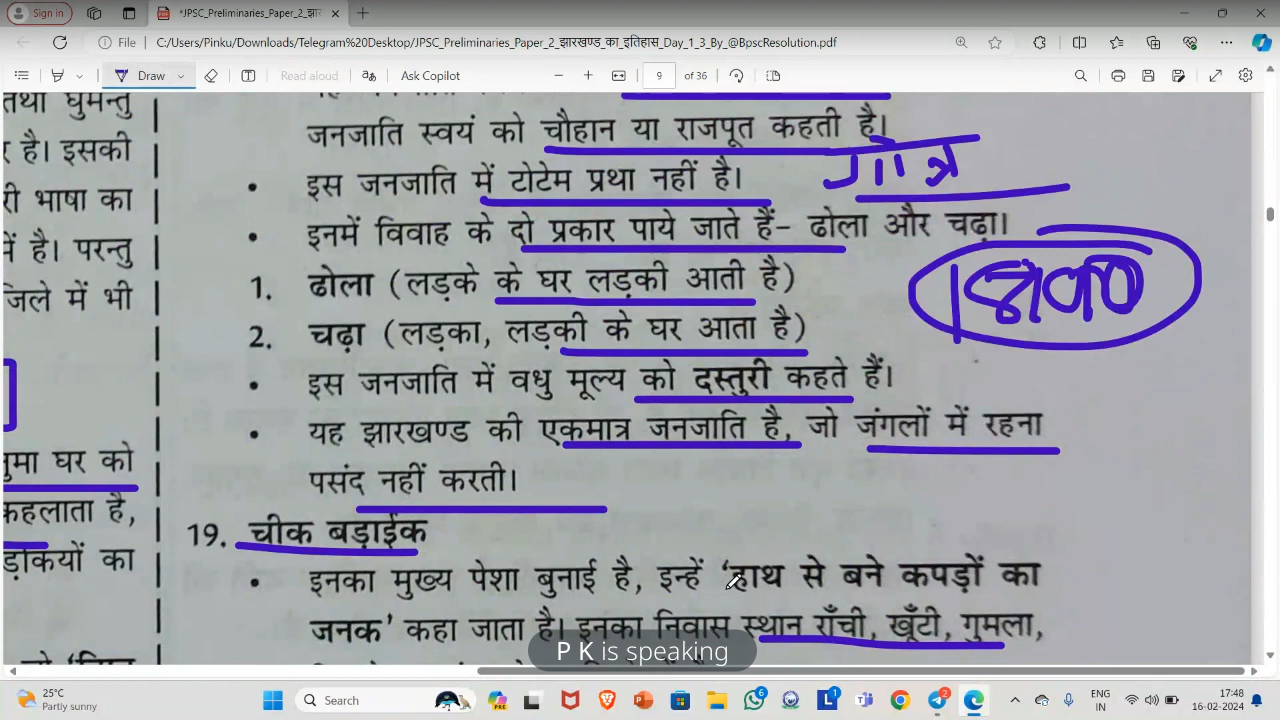 Sign in
*JPSC_Preliminaries_Paper_2_झार
File
C:/Users/Pinku/Downloads/Telegram%20Desktop/JPSC_Preliminaries_Paper_2_झारखण्ड_का_इतिहास_Day_1_3_By_@BpscResolution.pdf
Draw
Read aloud
Ask Copilot
9 of 36
तथा घुमन्तु
र है। इसकी
री भाषा का
में है। परन्तु
जिले में भी
तुमा घर को
कहलाता है,
ड़कियों का
जनजाति स्वयं को चौहान या राजपूत कहती है।
गोत्र
• इस जनजाति में टोटेम प्रथा नहीं है।
• इनमें विवाह के दो प्रकार पाये जाते हैं- ढोला और चढ़ा।
1. ढोला (लड़के के घर लड़की आती है)
2. चढ़ा (लड़का, लड़की के घर आता है)
• इस जनजाति में वधु मूल्य को दस्तुरी कहते हैं।
• यह झारखण्ड की एकमात्र जनजाति है, जो जंगलों में रहना
पसंद नहीं करती।
19. चीक बड़ाईक
• इनका मुख्य पेशा बुनाई है, इन्हें 'हाथ से बने कपड़ों का
जनक' कहा जाता है। इनका निवास स्थान राँची, खूँटी, गुमला,
P K is speaking
25°C
Partly sunny
Search
PRE
6
1
2
ENG
IN
17:48
16-02-2024